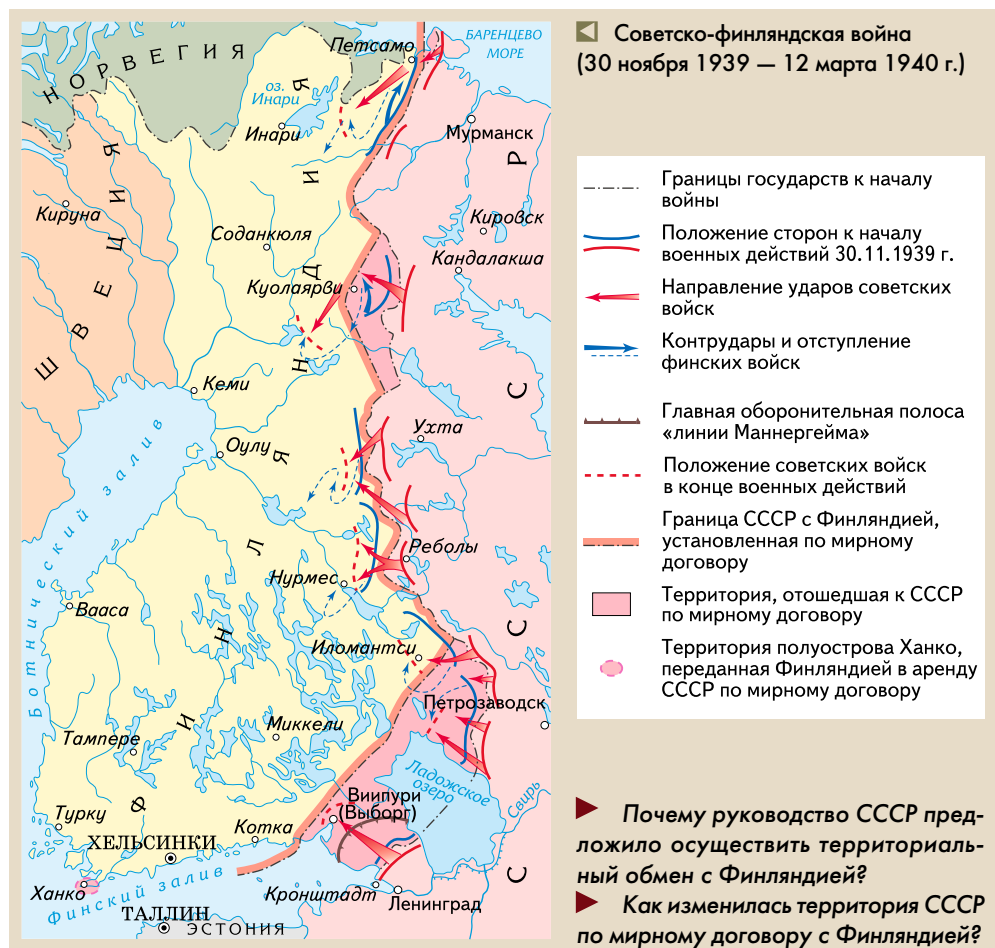 Советско-финляндская война
(30 ноября 1939 — 12 марта 1940 г.)
Границы государств к началу
войны
Положение сторон к началу
военных действий 30.11.1939 г.
Направление ударов советских
войск
Контрудары и отступление
финских войск
Главная оборонительная полоса
«линии Маннергейма»
Положение советских войск
в конце военных действий
Граница СССР с Финляндией,
установленная по мирному
договору
Территория, отошедшая к СССР
по мирному договору
Территория полуострова Ханко,
переданная Финляндией в аренду
СССР по мирному договору
Почему руководство СССР пред-
ложило осуществить территориаль-
ный обмен с Финляндией?
Как изменилась территория СССР
по мирному договору с Финляндией?
НОРВЕГИЯ
Петсамо
БАРЕНЦЕВО
МОРЕ
оз.
Инари
Инари
Мурманск
ШВЕЦИЯ
Кируна
Соданкюля
Кировск
Кандалакша
Куолаярви
Кеми
Оулу
Ухта
Ботнический залив
Реболы
Нурмес
Вааса
ФИНЛЯНДИЯ
СССР
Иломантси
Петрозаводск
Миккели
Тампере
Ладожское
озеро
Свирь
Виипури
(Выборг)
Турку
ХЕЛЬСИНКИ
Котка
Ханко
Финский залив
Кронштадт
Ленинград
ТАЛЛИН
ЭСТОНИЯ